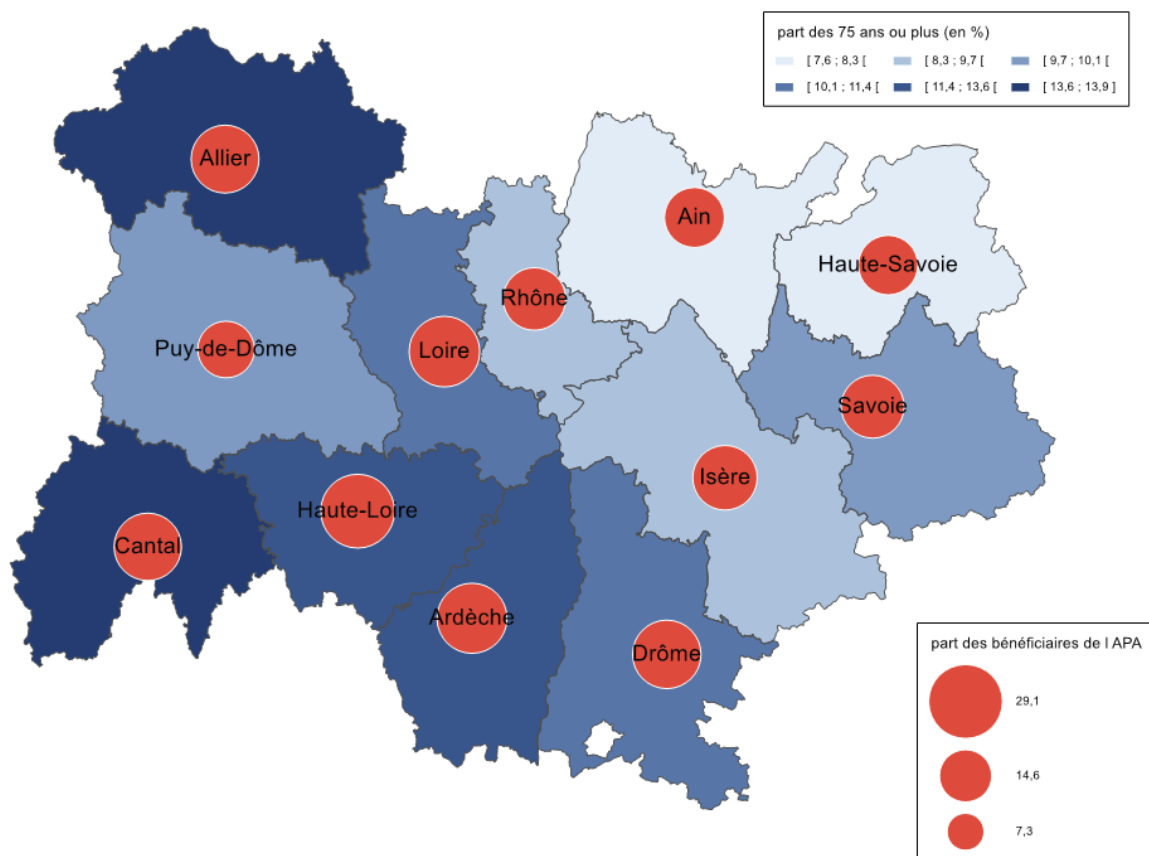 part des 75 ans ou plus (en %)
[ 7,6 ; 8,3 [ [ 8,3 ; 9,7 [ [ 9,7 ; 10,1 [
[ 10,1 ; 11,4 [ [ 11,4 ; 13,6 [ [ 13,6 ; 13,9 ]
Allier
Ain
Haute-Savoie
Rhône
Puy-de-Dôme
Loire
Savoie
Isère
Haute-Loire
Cantal
Ardèche
Drôme
part des bénéficiaires de l APA
29,1
14,6
7,3